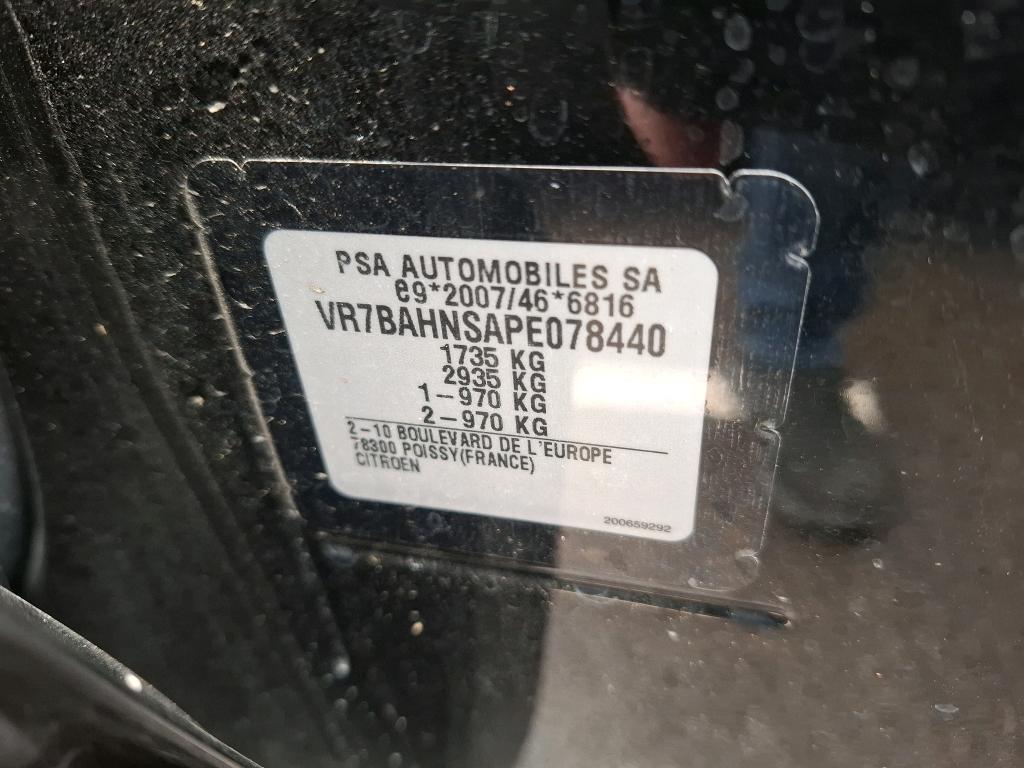 PSA AUTOMOBILES SA
e9*2007/46*6816
VR7BAHNSAPE078440
1735 KG
2935 KG
1-970 KG
2-970 KG
2-10 BOULEVARD DE L'EUROPE
78300 POISSY(FRANCE)
CITROEN
200659292